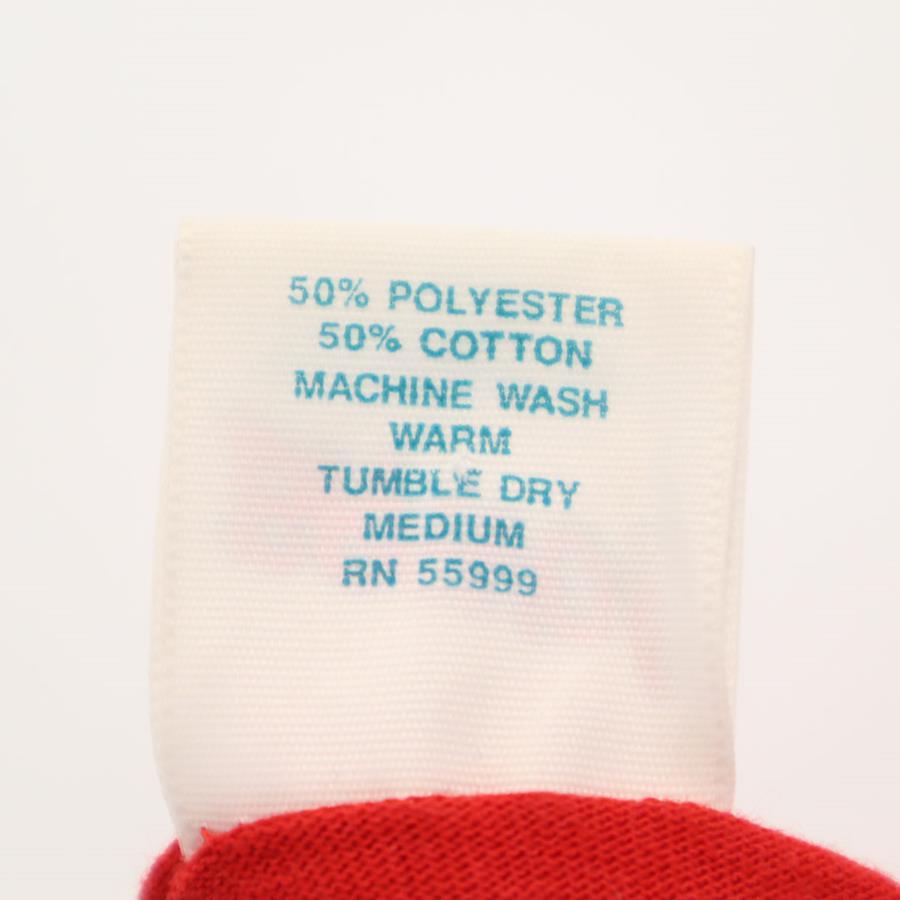 50% POLYESTER
50% COTTON
MACHINE WASH
WARM
TUMBLE DRY
MEDIUM
RN 55999